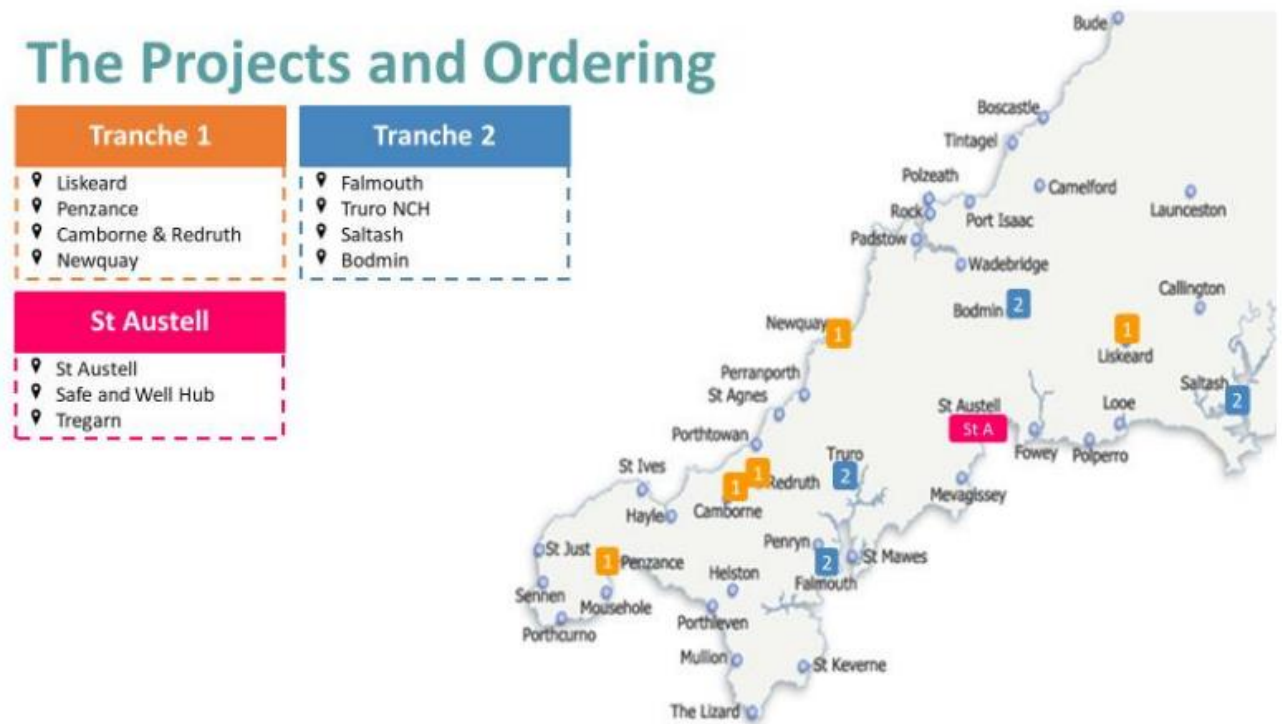 The Projects and Ordering
Tranche 1
Liskeard
Penzance
Camborne & Redruth
Newquay
Tranche 2
Falmouth
Truro NCH
Saltash
Bodmin
St Austell
St Austell
Safe and Well Hub
Tregarn
Bude
Boscastle
Tintagel
Camelford
Polzeath
Launceston
Rock
Port Isaac
Padstow
Wadebridge
Callington
Bodmin
2
Newquay
1
1
Liskeard
Perranporth
Saltash
2
St Agnes
St Austell
St A
Looe
Porthtowan
Fowey
Polperro
Truro
2
St Ives
1
Redruth
1
Camborne
Mevagissey
Hayle
Penryn
St Just
1
Penzance
2
St Mawes
Helston
Falmouth
Sennen
Mousehole
Porthleven
Porthcurno
Mullion
St Keverne
The Lizard